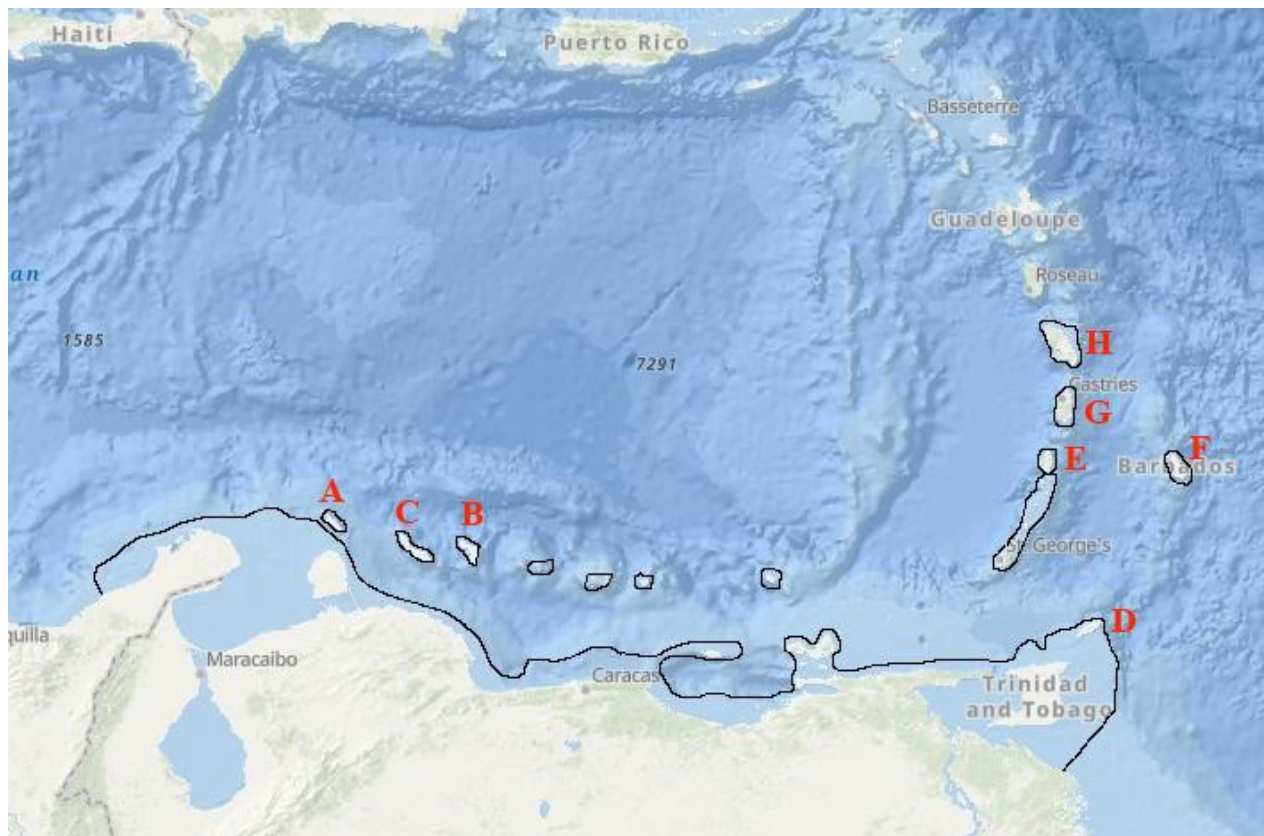 Haiti
Puerto Rico
Basseterre
Guadeloupe
Roseau
an
1585
7291
H
Castries
G
E
F
Barbados
A
C
B
St. George's
D
quilla
Maracaibo
Caracas
Trinidad
and Tobago